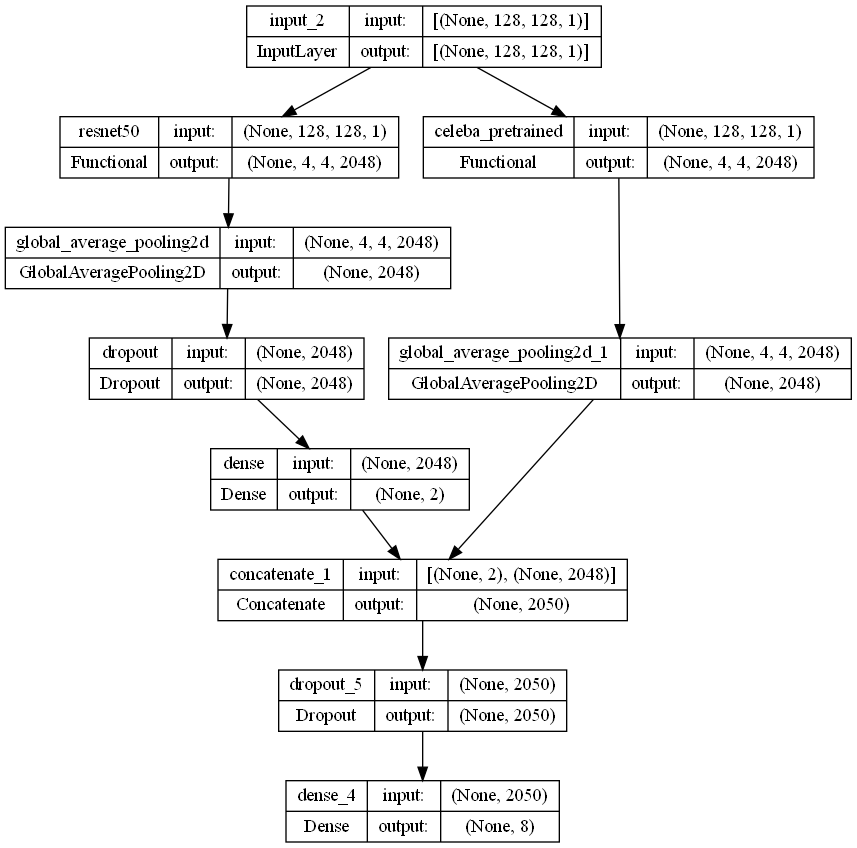 input_2 input: [(None, 128, 128, 1)]
InputLayer output: [(None, 128, 128, 1)]
resnet50 input: (None, 128, 128, 1)
Functional output: (None, 4, 4, 2048)
celeba_pretrained input: (None, 128, 128, 1)
Functional output: (None, 4, 4, 2048)
global_average_pooling2d input: (None, 4, 4, 2048)
GlobalAveragePooling2D output: (None, 2048)
dropout input: (None, 2048)
Dropout output: (None, 2048)
global_average_pooling2d_1 input: (None, 4, 4, 2048)
GlobalAveragePooling2D output: (None, 2048)
dense input: (None, 2048)
Dense output: (None, 2)
concatenate_1 input: [(None, 2), (None, 2048)]
Concatenate output: (None, 2050)
dropout_5 input: (None, 2050)
Dropout output: (None, 2050)
dense_4 input: (None, 2050)
Dense output: (None, 8)